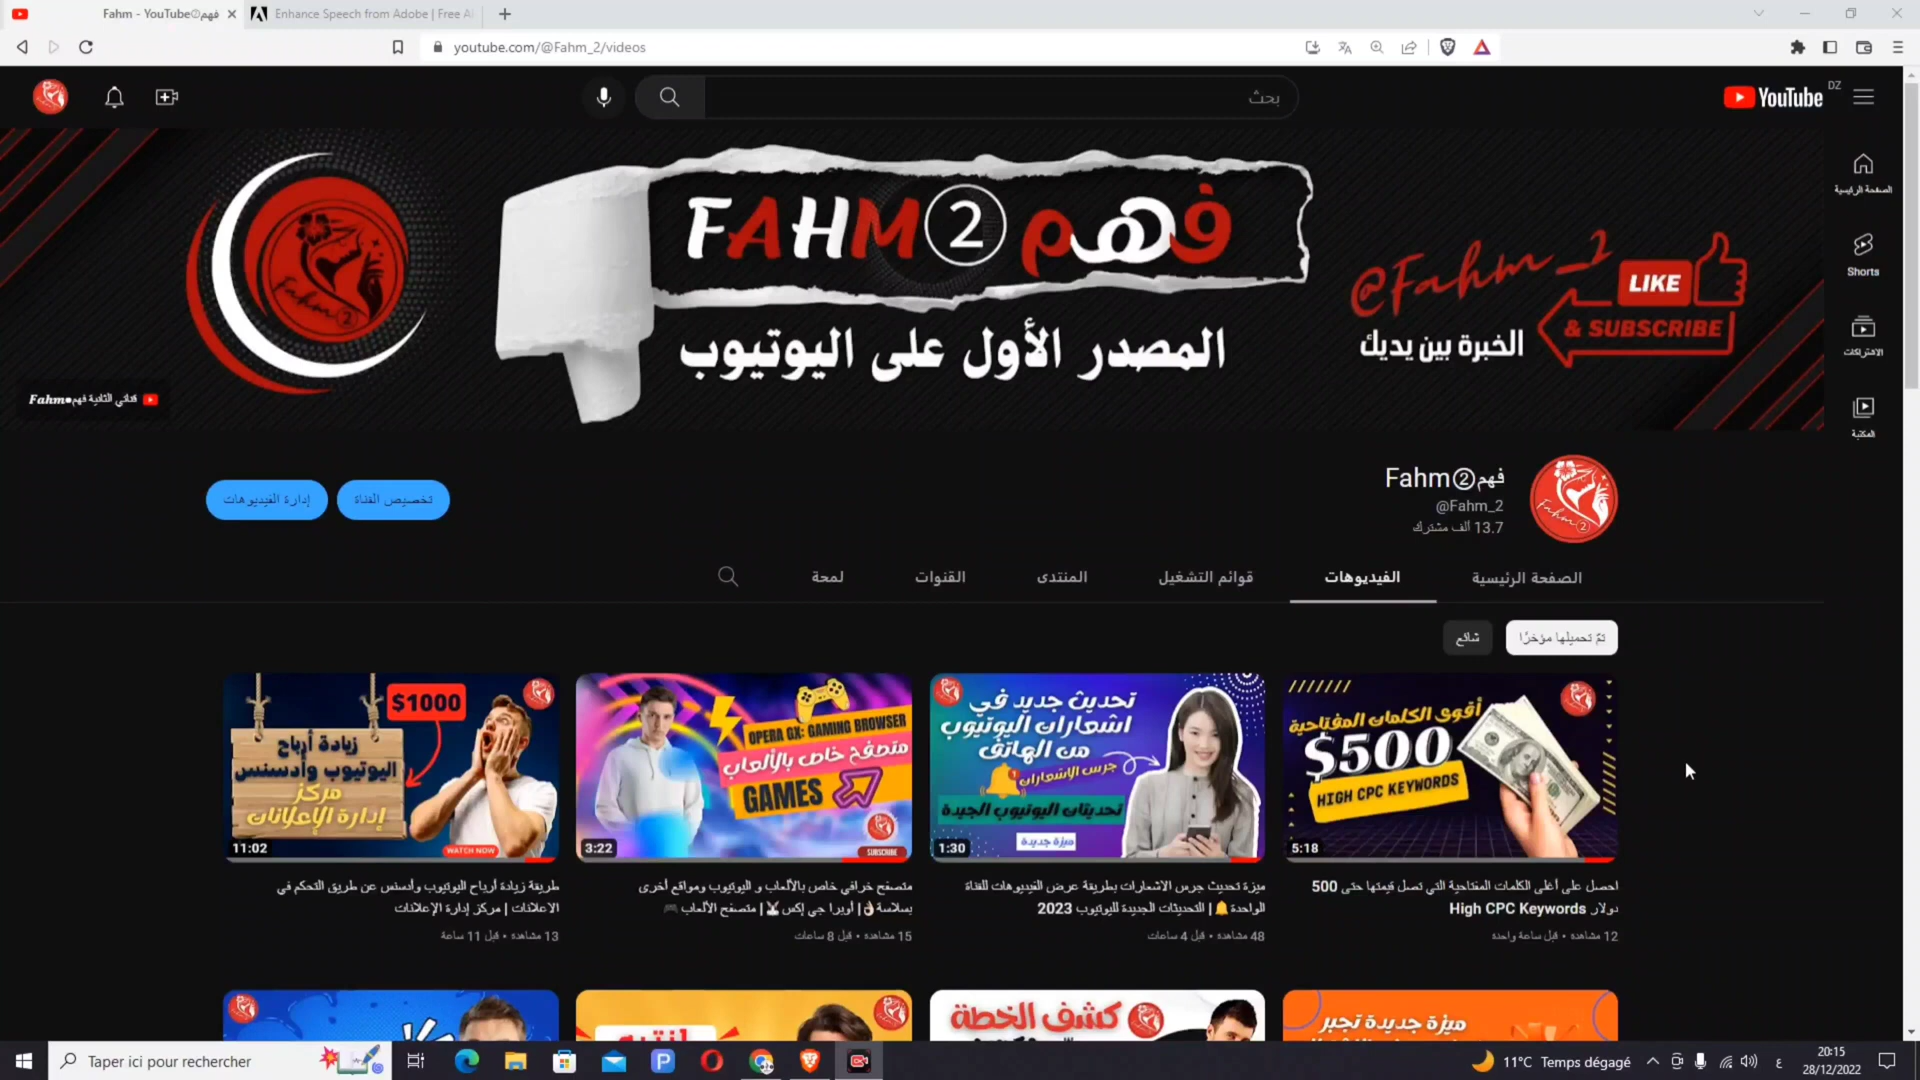 Fahm - YouTube②فهم
Enhance Speech from Adobe | Free AI
youtube.com/@Fahm_2/videos
بحث
YouTube
DZ
الصفحة الرئيسية
Shorts
الاشتراكات
المكتبة
FAHM② فهم
المصدر الأول على اليوتيوب
Fahm②
@Fahm_2
LIKE
& SUBSCRIBE
الخبرة بين يديك
قناتي الثانية فهم●Fahm
Fahm②فهم
@Fahm_2
13.7 ألف مشترك
تخصيص القناة
إدارة الفيديوهات
الصفحة الرئيسية
الفيديوهات
قوائم التشغيل
المنتدى
القنوات
لمحة
تمّ تحميلها مؤخرًا
شائع
أقوى الكلمات المفتاحية
$500
HIGH CPC KEYWORDS
5:18
احصل على أغلى الكلمات المفتاحية التي تصل قيمتها حتى 500
دولار High CPC Keywords
12 مشاهدة • قبل ساعة واحدة
تحديث جديد في
اشعارات اليوتيوب
من الهاتف
جرس الإشعارات
تحديثات اليوتيوب الجديدة
ميزة جديدة
1:30
ميزة تحديث جرس الاشعارات بطريقة عرض الفيديوهات للقناة
الواحدة🔔| التحديثات الجديدة لليوتيوب 2023
48 مشاهدة • قبل 4 ساعات
OPERA GX: GAMING BROWSER
متصفح خاص بالألعاب
GAMES
SUBSCRIBE
3:22
متصفح خرافي خاص بالألعاب و اليوتيوب ومواقع أخرى
بسلاسة👌🏻| أوبرا جي إكس🐰| متصفح الألعاب 🎮
15 مشاهدة • قبل 8 ساعات
$1000
زيادة أرباح
اليوتيوب وأدسنس
مركز
إدارة الإعلانات
WATCH NOW
11:02
طريقة زيادة أرباح اليوتيوب وأدسنس عن طريق التحكم في
الاعلانات | مركز إدارة الإعلانات
13 مشاهدة • قبل 11 ساعة
ميزة جديدة تجبر
كشف الخطة
Taper ici pour rechercher
11°C Temps dégagé
ع
20:15
28/12/2022